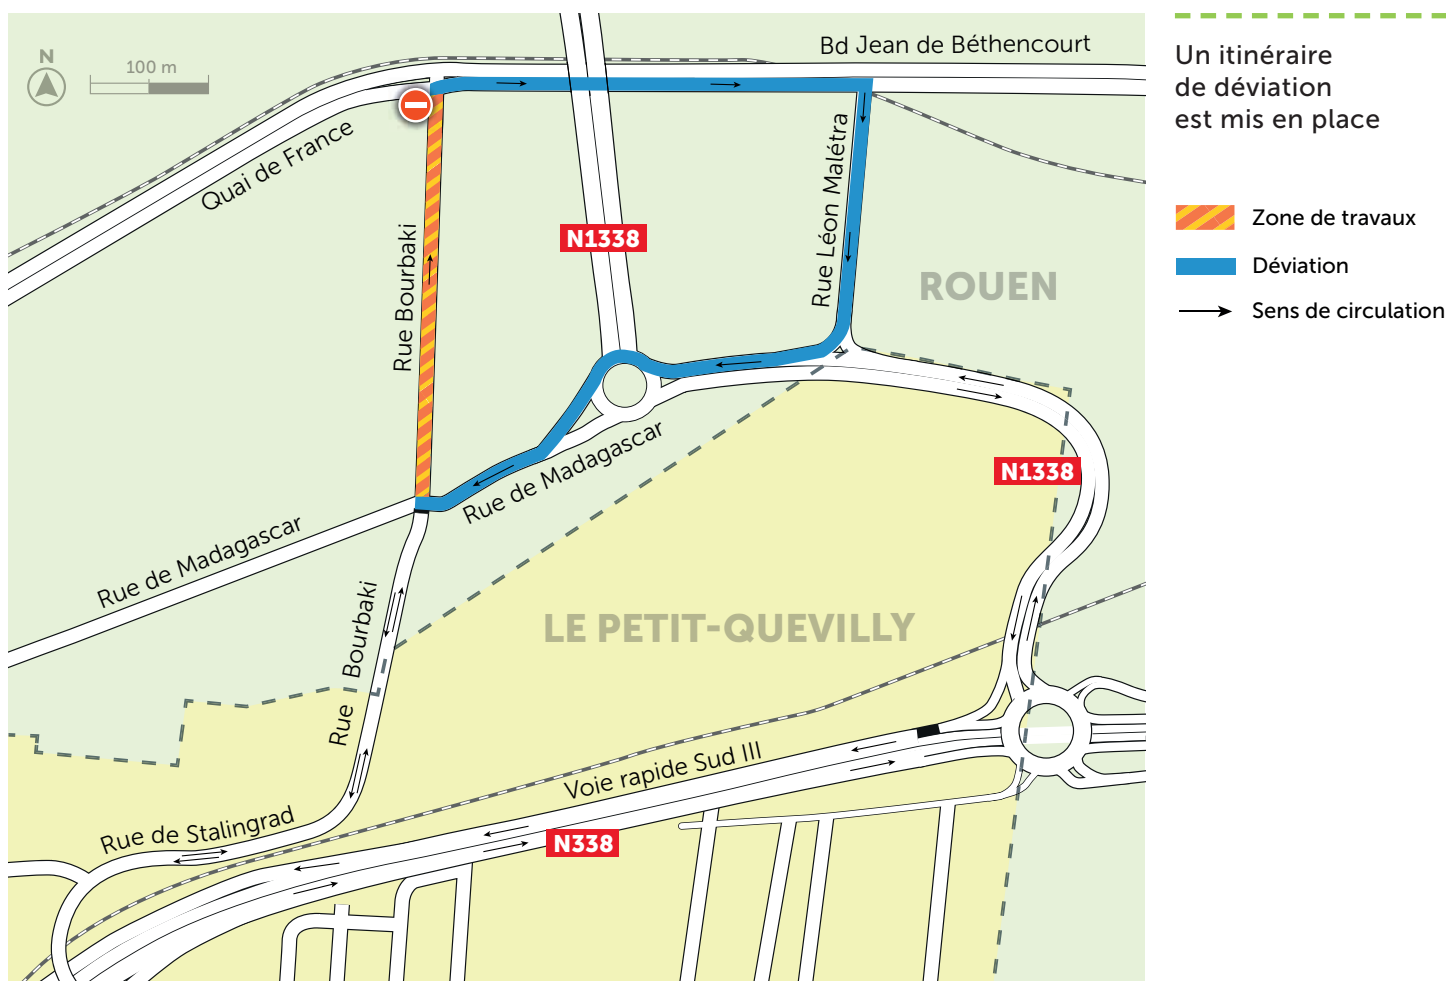 N
100 m
Bd Jean de Béthencourt
Quai de France
Rue Bourbaki
N1338
Rue Léon Malétra
ROUEN
N1338
Rue de Madagascar
Rue de Madagascar
LE PETIT-QUEVILLY
Rue Bourbaki
Voie rapide Sud III
Rue de Stalingrad
N338
Un itinéraire
de déviation
est mis en place
Zone de travaux
Déviation
Sens de circulation